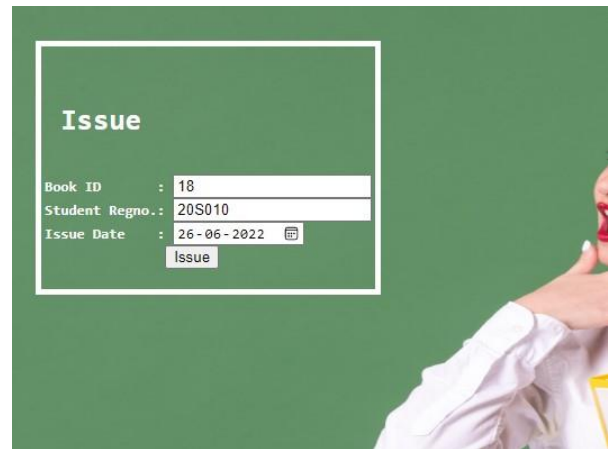 Issue
Book ID : 18
Student Regno.: 20S010
Issue Date : 26-06-2022
Issue